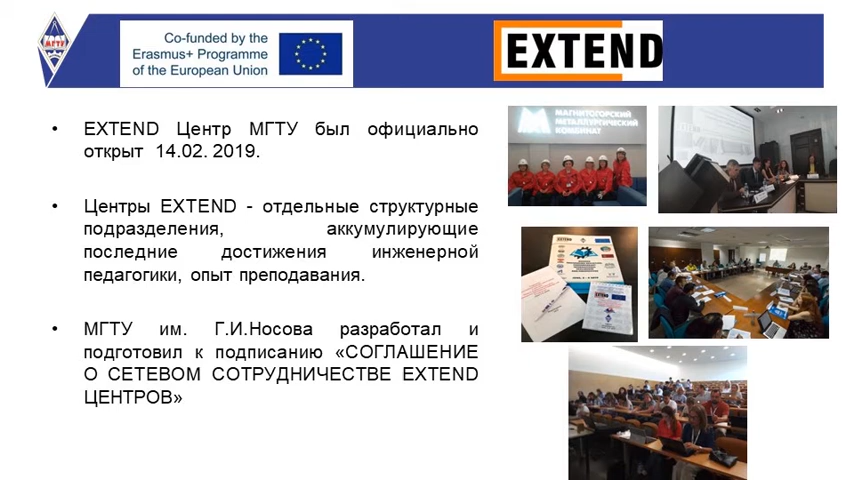 МГТУ
Co-funded by the
Erasmus+ Programme
of the European Union
EXTEND
• EXTEND Центр МГТУ был официально
открыт 14.02. 2019.
• Центры EXTEND - отдельные структурные
подразделения, аккумулирующие
последние достижения инженерной
педагогики, опыт преподавания.
• МГТУ им. Г.И.Носова разработал и
подготовил к подписанию «СОГЛАШЕНИЕ
О СЕТЕВОМ СОТРУДНИЧЕСТВЕ EXTEND
ЦЕНТРОВ»
МАГНИТОГОРСКИЙ
МЕТАЛЛУРГИЧЕСКИЙ
КОМБИНАТ
EXTEND
EXTEND